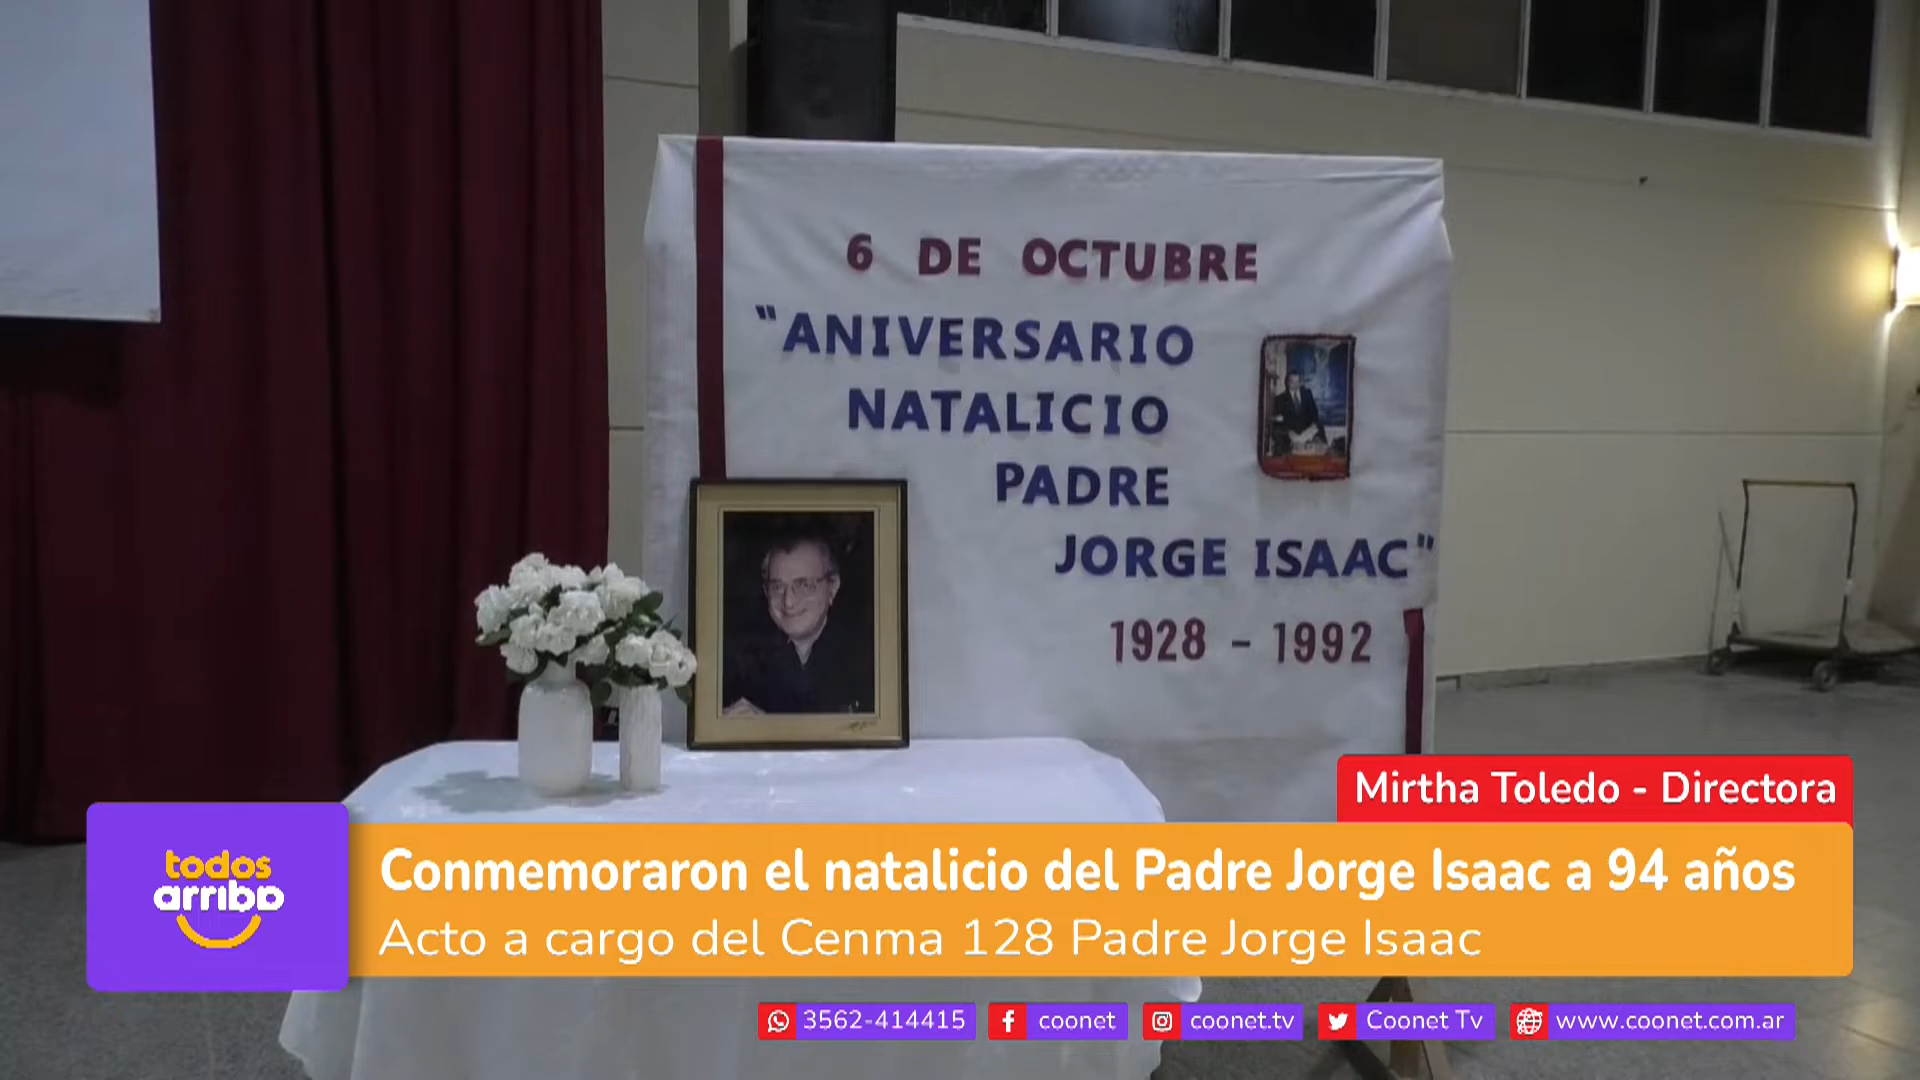 6 DE OCTUBRE
"ANIVERSARIO
NATALICIO
PADRE
JORGE ISAAC"
1928 - 1992
Mirtha Toledo - Directora
todos
arriba
Conmemoraron el natalicio del Padre Jorge Isaac a 94 años
Acto a cargo del Cenma 128 Padre Jorge Isaac
3562-414415
coonet
coonet.tv
Coonet Tv
www.coonet.com.ar